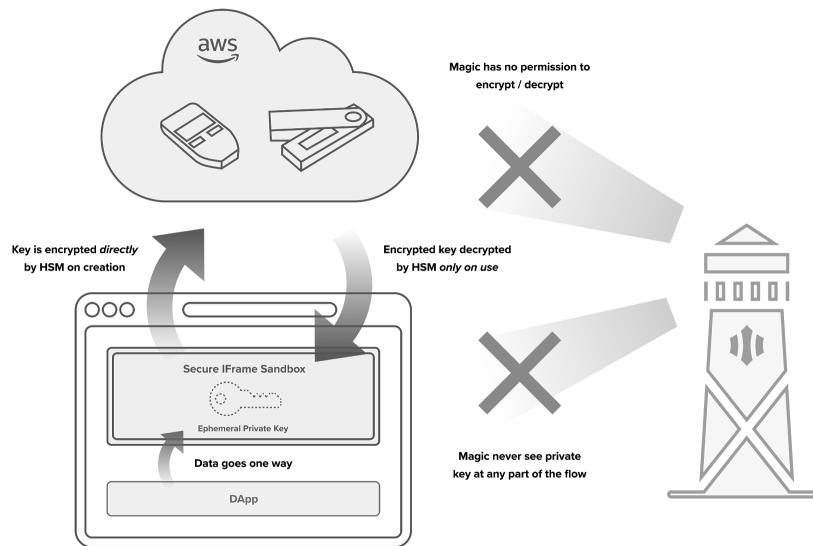 aws
Magic has no permission to
encrypt / decrypt
Key is encrypted directly
by HSM on creation
Encrypted key decrypted
by HSM only on use
Secure IFrame Sandbox
Ephemeral Private Key
Data goes one way
DApp
Magic never see private
key at any part of the flow